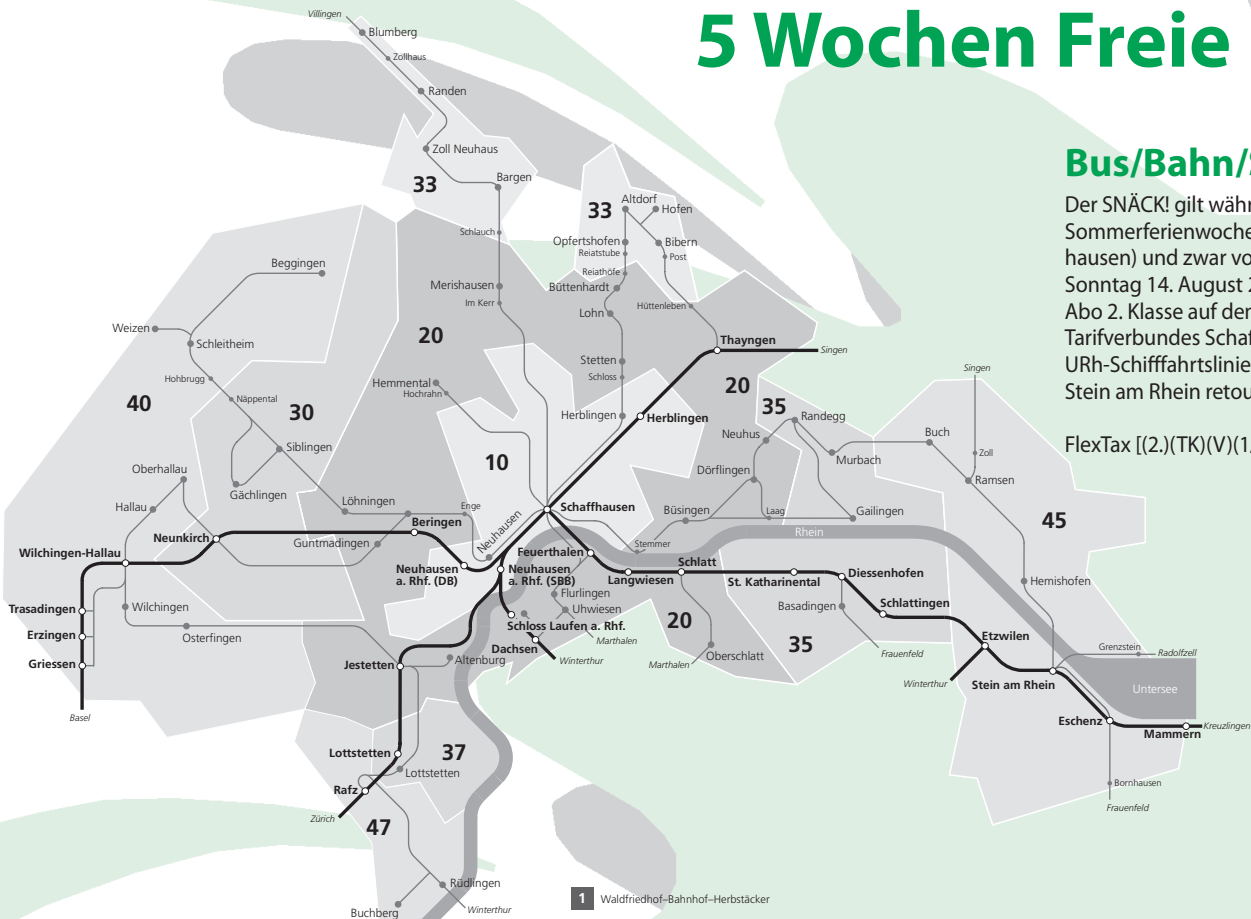 5 Wochen Freie
Bus/Bahn/
Der SNÄCK! gilt währ
Sommerferienwoche
hausen) und zwar vo
Sonntag 14. August 2
Abo 2. Klasse auf der
Tarifverbundes Schaf
URh-Schifffahrtslinie
Stein am Rhein retou
FlexTax [(2.)(TK)(V)(1
Villingen
Blumberg
Zollhaus
Randen
Zoll Neuhaus
33
Bargen
Schlauch
Merishausen
Im Kerr
20
33
Altdorf
Hofen
Opfertshofen
Reiatstube
Bibern
Post
Reiathöfe
Büttenhardt
Hüttenleben
Lohn
Thayngen
Singen
Stetten
Schloss
20
Herblingen
Herblingen
Beggingen
Weizen
Schleitheim
Hohbrugg
Näppental
40
30
Siblingen
Gächlingen
Hemmental
Hochrahn
10
Oberhallau
Hallau
Löhningen
Enge
Beringen
Guntmadingen
Neunkirch
Wilchingen-Hallau
Neuhausen
Schaffhausen
Neuhausen
a. Rhf. (DB)
Neuhausen
a. Rhf. (SBB)
Feuerthalen
Flurlingen
Uhwiesen
Schloss Laufen a. Rhf.
Marthalen
Dachsen
Winterthur
Trasadingen
Erzingen
Griessen
Basel
Wilchingen
Osterfingen
Jestetten
Altenburg
Lottstetten
37
Lottstetten
Rafz
Zürich
47
Rüdlingen
Buchberg
Winterthur
35
Randegg
Neuhus
Murbach
Dörflingen
Büsingen
Laag
Gailingen
Stemmer
Rhein
Langwiesen
Schlatt
St. Katharinental
Diessenhofen
Basadingen
Schlattingen
20
35
Oberschlatt
Marthalen
Frauenfeld
Singen
Buch
Zoll
Ramsen
45
Hemishofen
Etzwilen
Winterthur
Stein am Rhein
Grenzstein
Radolfzell
Untersee
Eschenz
Mammern
Kreuzlingen
Bornhausen
Frauenfeld
1 Waldfriedhof–Bahnhof–Herbstäcker